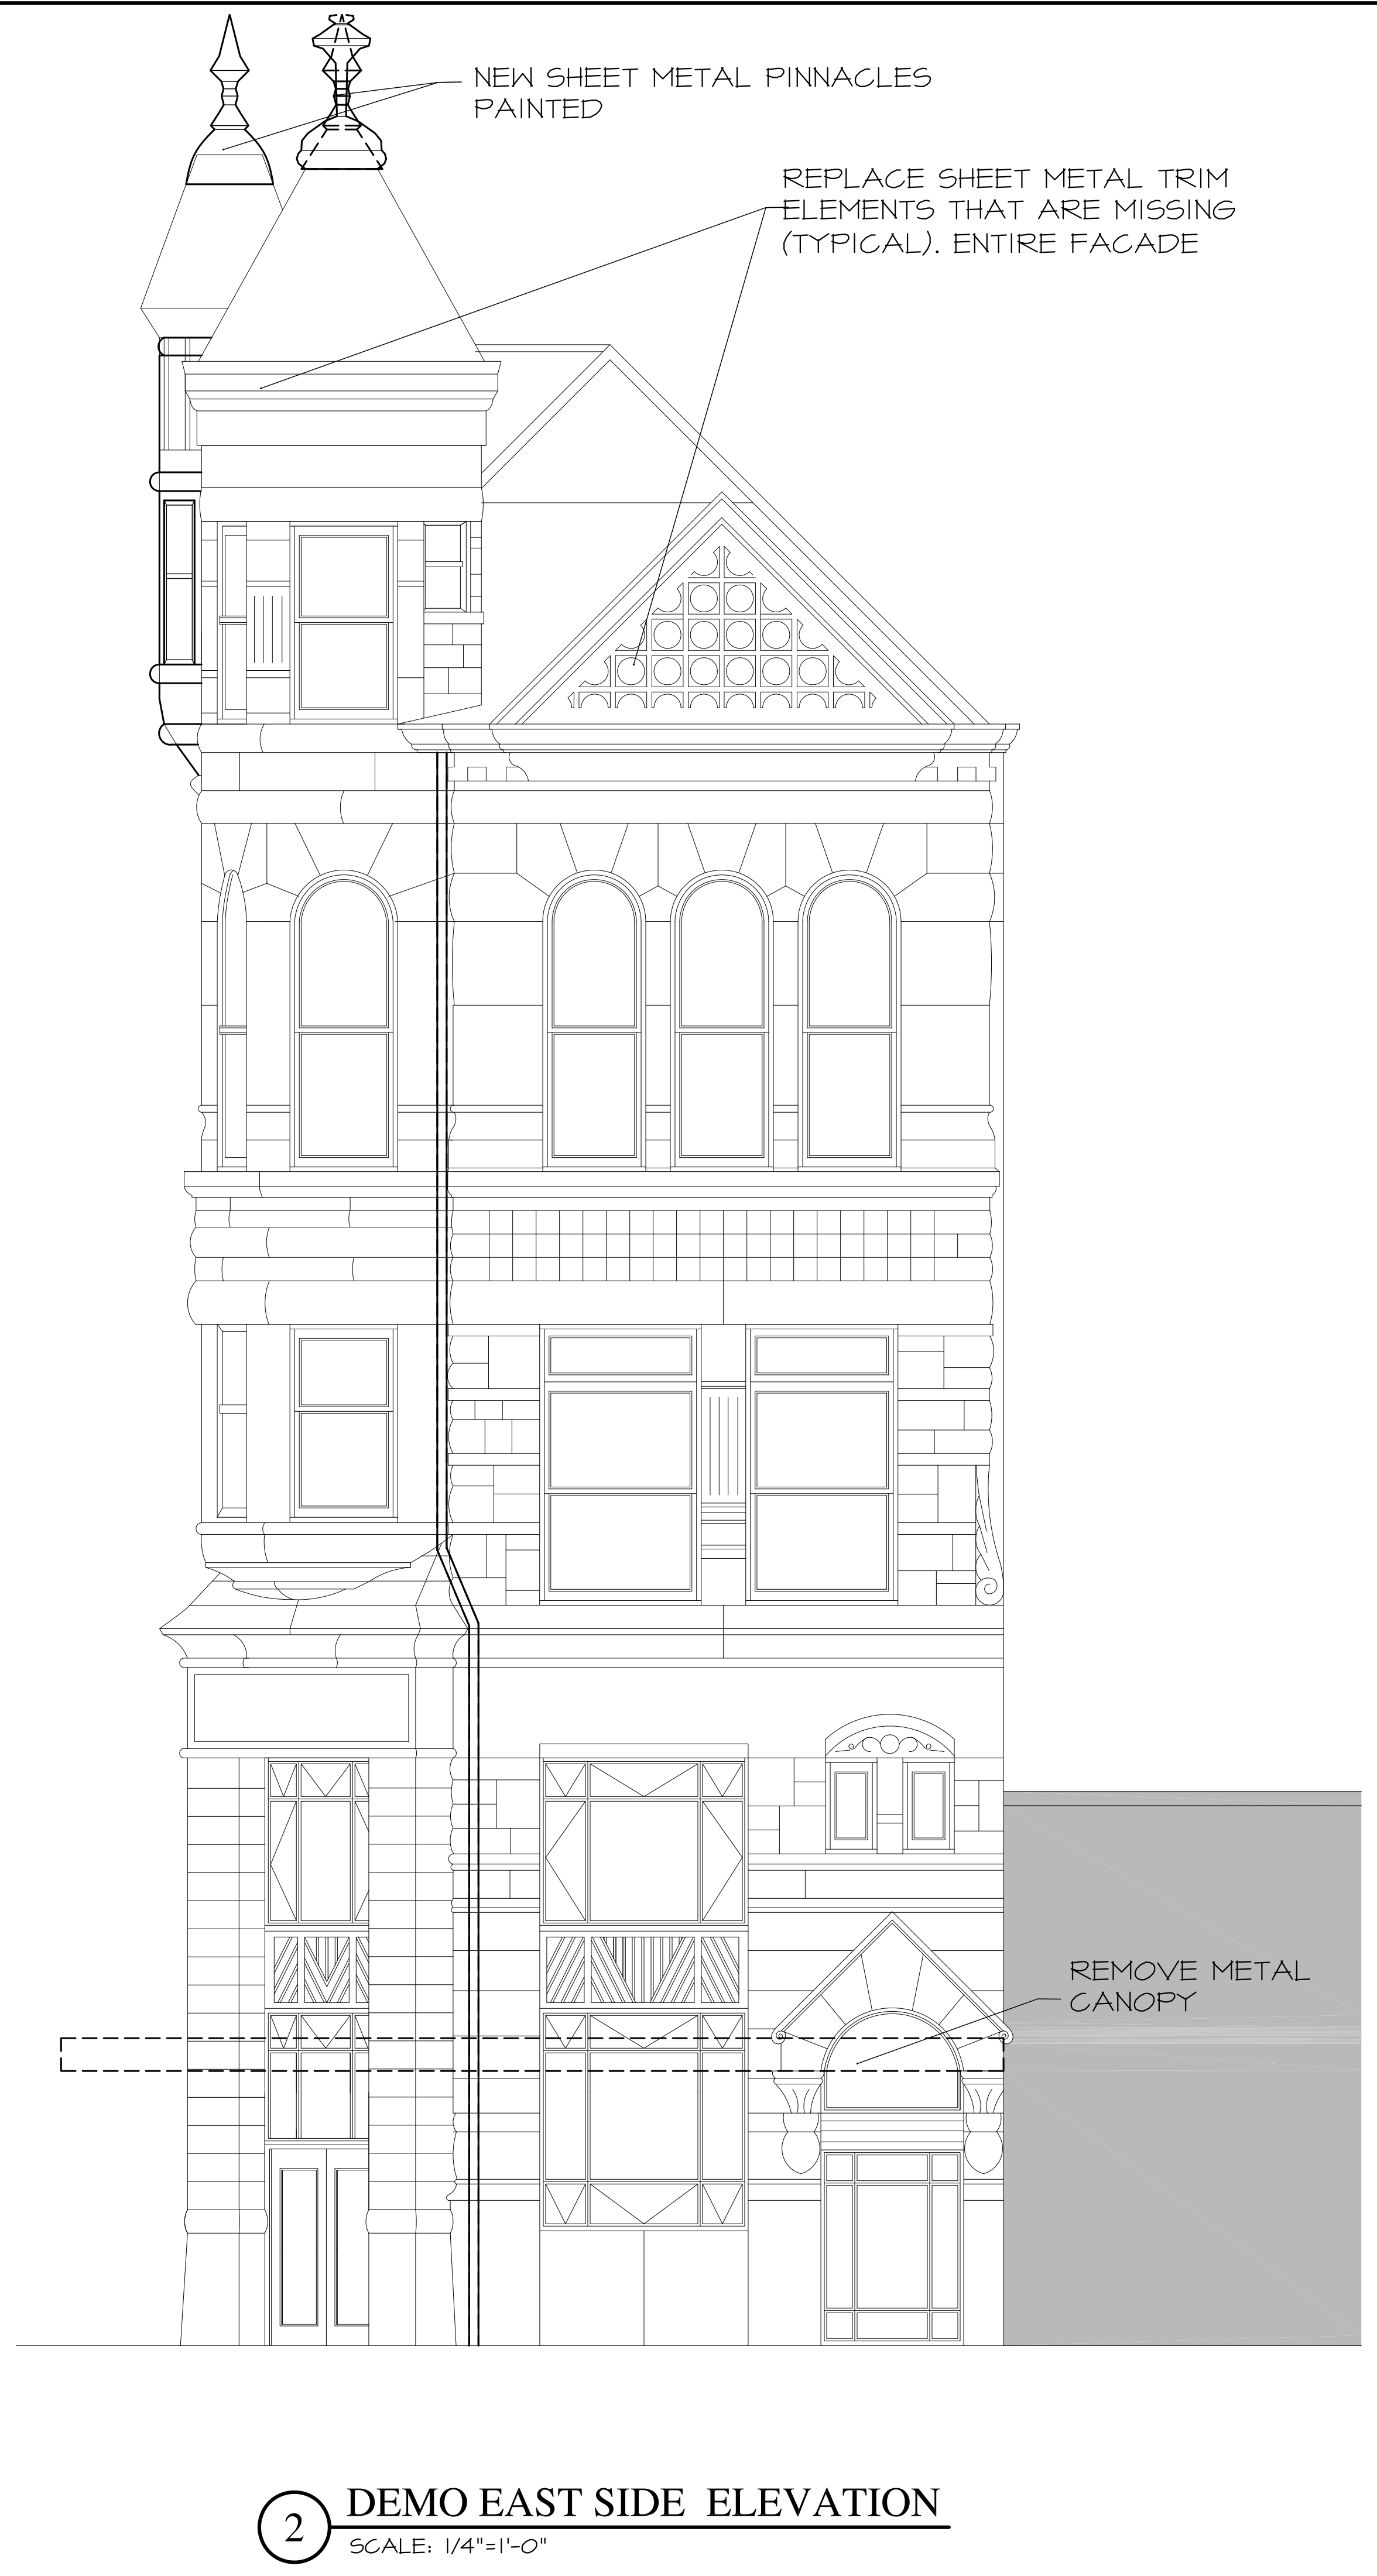 NEW SHEET METAL PINNACLES
PAINTED
REPLACE SHEET METAL TRIM
ELEMENTS THAT ARE MISSING
(TYPICAL). ENTIRE FACADE
REMOVE METAL
CANOPY
2
DEMO EAST SIDE ELEVATION
SCALE: 1/4"=1'-0"